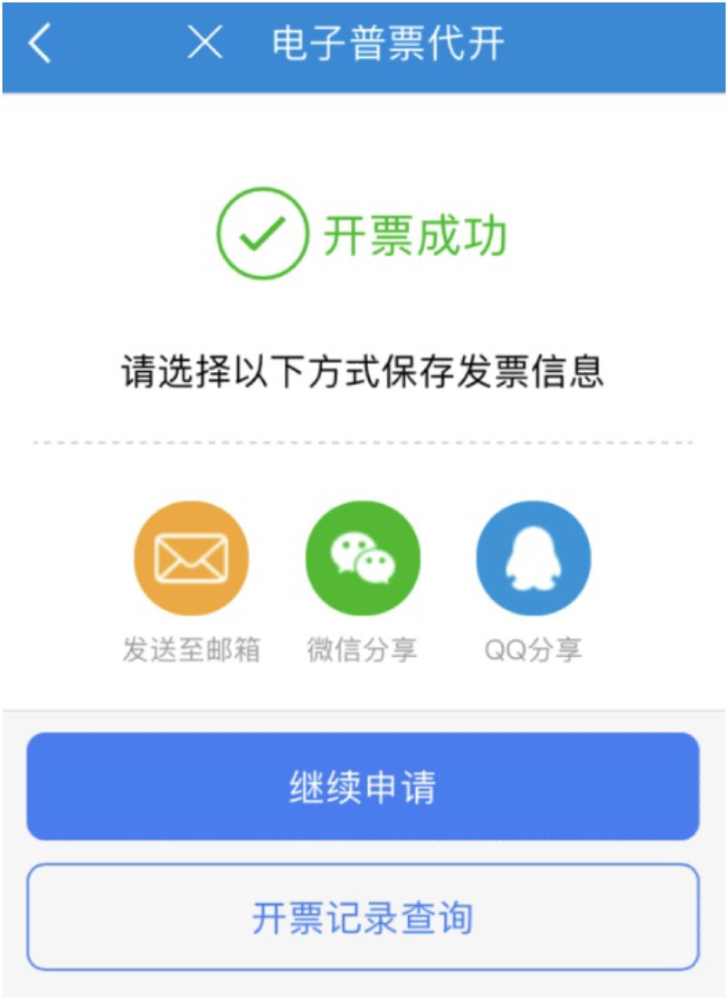 电子普票代开
开票成功
请选择以下方式保存发票信息
发送至邮箱
微信分享
QQ分享
继续申请
开票记录查询